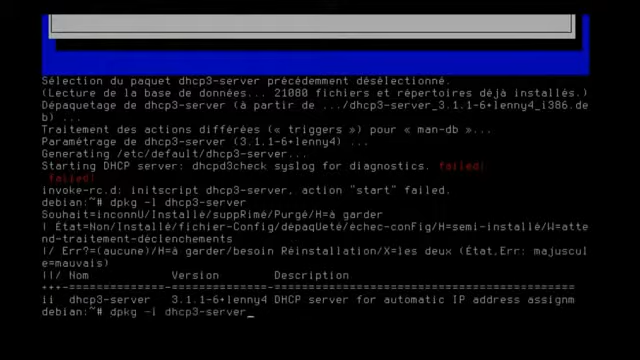 Sélection du paquet dhcp3-server précédemment désélectionné.
(Lecture de la base de données... 21080 fichiers et répertoires déjà installés.)
Dépaquetage de dhcp3-server (à partir de .../dhcp3-server_3.1.1-6+lenny4_i386.de
b) ...
Traitement des actions différées (« triggers ») pour « man-db »...
Paramétrage de dhcp3-server (3.1.1-6+lenny4) ...
Generating /etc/default/dhcp3-server...
Starting DHCP server: dhcpd3check syslog for diagnostics. failed!
failed!
invoke-rc.d: initscript dhcp3-server, action "start" failed.
debian:~# dpkg -l dhcp3-server
Souhait=inconnU/Installé/suppRimé/Purgé/H=à garder
| État=Non/Installé/fichier-Config/dépaqUeté/échec-conFig/H=semi-installé/W=atte
nd-traitement-déclenchements
|/ Err?=(aucune)/H=à garder/besoin Réinstallation/X=les deux (État,Err: majuscul
e=mauvais)
||/ Nom Version Description
+++-==============-==============-============================================
ii dhcp3-server 3.1.1-6+lenny4 DHCP server for automatic IP address assignm
debian:~# dpkg -l dhcp3-server_